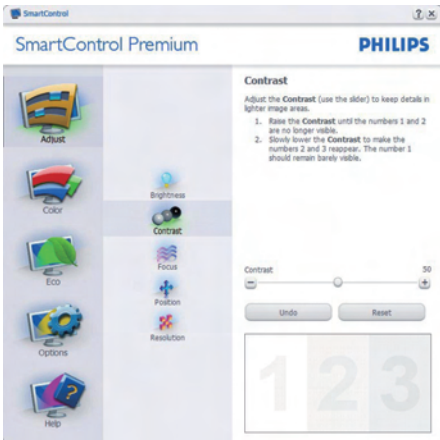 SmartControl
SmartControl Premium
PHILIPS
Adjust
Color
Eco
Options
Help
Brightness
Contrast
Focus
Position
Resolution
Contrast
Adjust the Contrast (use the slider) to keep details in
lighter image areas.
1. Raise the Contrast until the numbers 1 and 2
are no longer visible.
2. Slowly lower the Contrast to make the
numbers 2 and 3 reappear. The number 1
should remain barely visible.
Contrast 50
Undo Reset
1 2 3